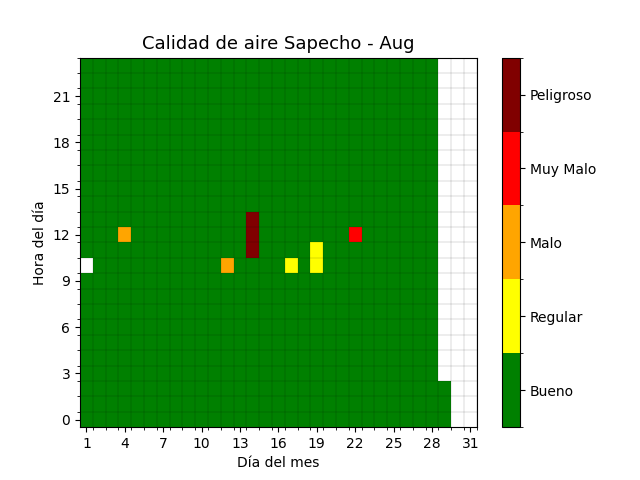 Calidad de aire Sapecho - Aug
Hora del día
21
18
15
12
9
6
3
0
1 4 7 10 13 16 19 22 25 28 31
Día del mes
Peligroso
Muy Malo
Malo
Regular
Bueno